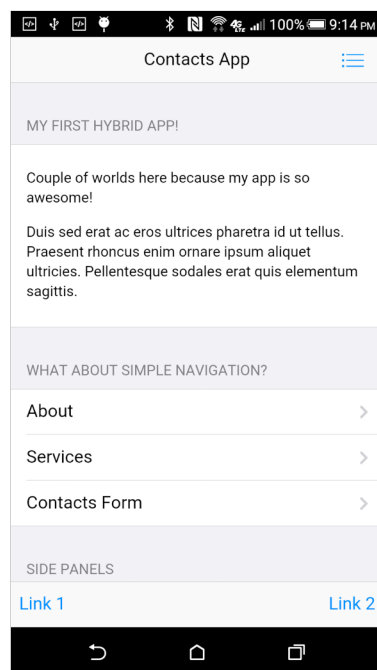 4G LTE 100% 9:14 PM
Contacts App
MY FIRST HYBRID APP!
Couple of worlds here because my app is so
awesome!
Duis sed erat ac eros ultrices pharetra id ut tellus.
Praesent rhoncus enim ornare ipsum aliquet
ultricies. Pellentesque sodales erat quis elementum
sagittis.
WHAT ABOUT SIMPLE NAVIGATION?
About
Services
Contacts Form
SIDE PANELS
Link 1 Link 2